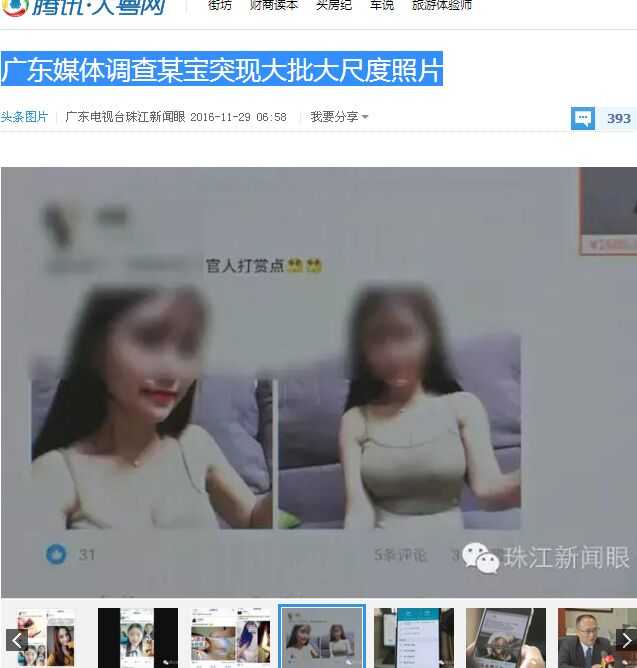 腾讯·大粤网
街坊 财商读本 买房纪 车说 旅游体验师
广东媒体调查某宝突现大批大尺度照片
头条图片 广东电视台珠江新闻眼 2016-11-29 06:58 我要分享 393
官人打赏点
31 5条评论
珠江新闻眼